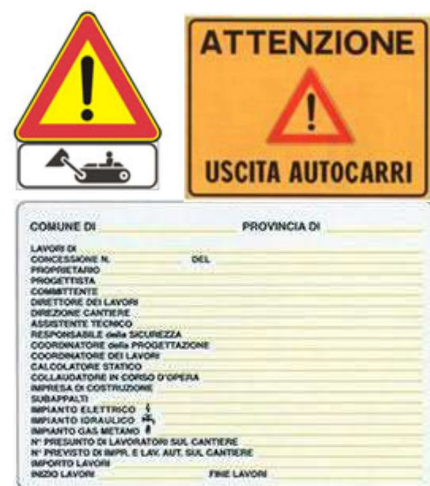 ATTENZIONE
USCITA AUTOCARRI
COMUNE DI PROVINCIA DI
LAVORI DI
CONCESSIONE N. DEL
PROPRIETARIO
PROGETTISTA
COMMITTENTE
DIRETTORE DEI LAVORI
DIREZIONE CANTIERE
ASSISTENTE TECNICO
RESPONSABILE della SICUREZZA
COORDINATORE della PROGETTAZIONE
COORDINATORE DEI LAVORI
CALCOLATORE STATICO
COLLAUDATORE IN CORSO D'OPERA
IMPRESA DI COSTRUZIONE
SUBAPPALTI
IMPIANTO ELETTRICO
IMPIANTO IDRAULICO
IMPIANTO GAS METANO
N° PRESUNTO DI LAVORATORI SUL CANTIERE
N° PREVISTO DI IMPR. E LAV. AUT. SUL CANTIERE
IMPORTO LAVORI
INIZIO LAVORI FINE LAVORI